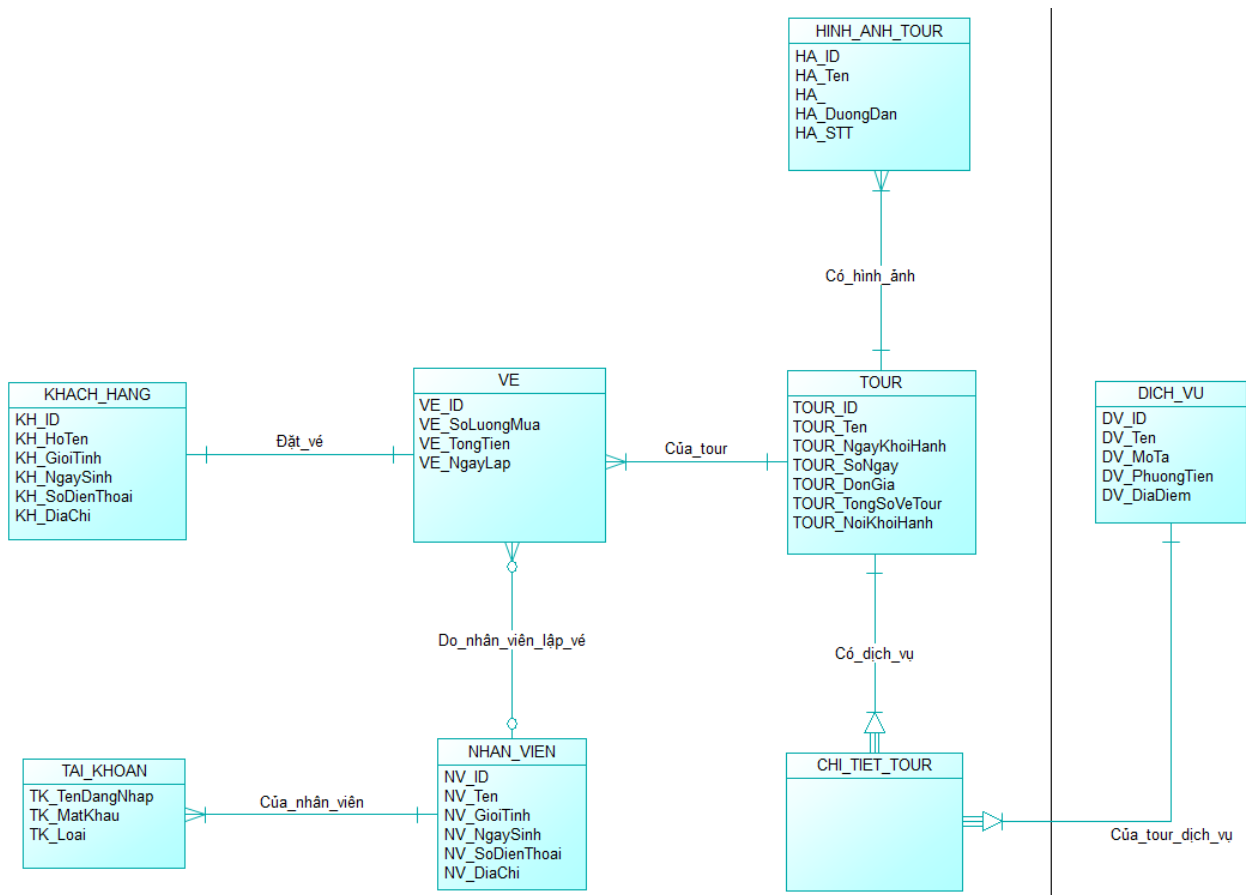 HINH_ANH_TOUR
HA_ID
HA_Ten
HA_
HA_DuongDan
HA_STT
Có_hình_ảnh
KHACH_HANG
KH_ID
KH_HoTen
KH_GioiTinh
KH_NgaySinh
KH_SoDienThoai
KH_DiaChi
Đặt_vé
VE
VE_ID
VE_SoLuongMua
VE_TongTien
VE_NgayLap
Của_tour
TOUR
TOUR_ID
TOUR_Ten
TOUR_NgayKhoiHanh
TOUR_SoNgay
TOUR_DonGia
TOUR_TongSoVeTour
TOUR_NoiKhoiHanh
DICH_VU
DV_ID
DV_Ten
DV_MoTa
DV_PhuongTien
DV_DiaDiem
Do_nhân_viên_lập_vé
Có_dịch_vụ
TAI_KHOAN
TK_TenDangNhap
TK_MatKhau
TK_Loai
Của_nhân_viên
NHAN_VIEN
NV_ID
NV_Ten
NV_GioiTinh
NV_NgaySinh
NV_SoDienThoai
NV_DiaChi
CHI_TIET_TOUR
Của_tour_dịch_vụ